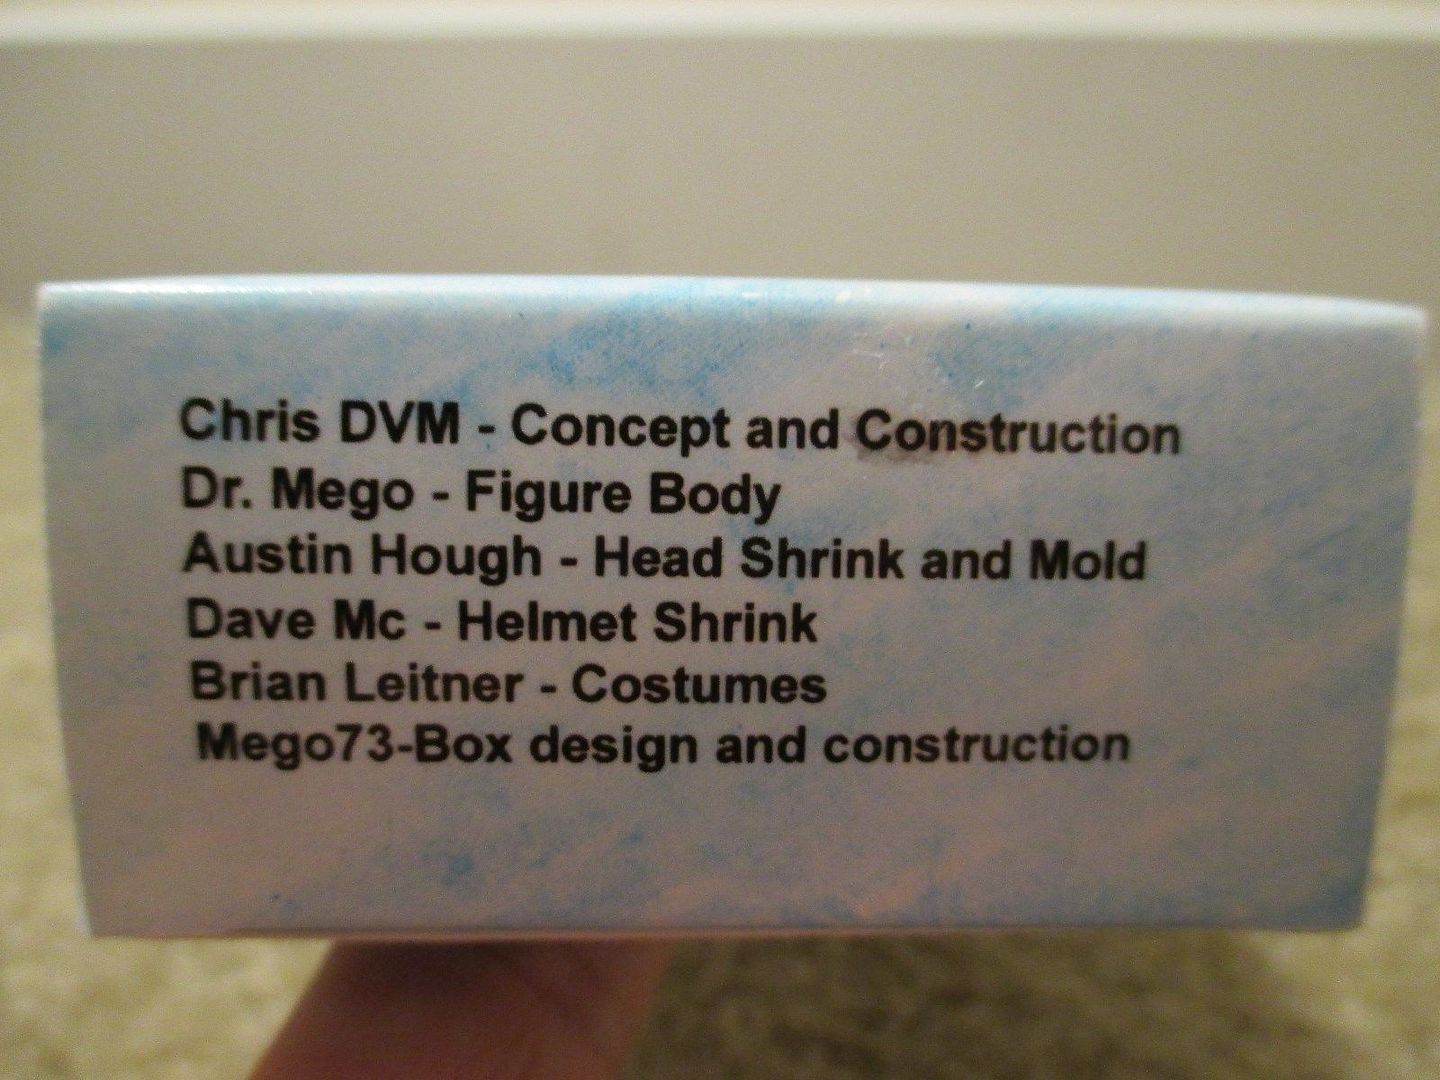 Chris DVM - Concept and Construction
Dr. Mego - Figure Body
Austin Hough - Head Shrink and Mold
Dave Mc - Helmet Shrink
Brian Leitner - Costumes
Mego73-Box design and construction